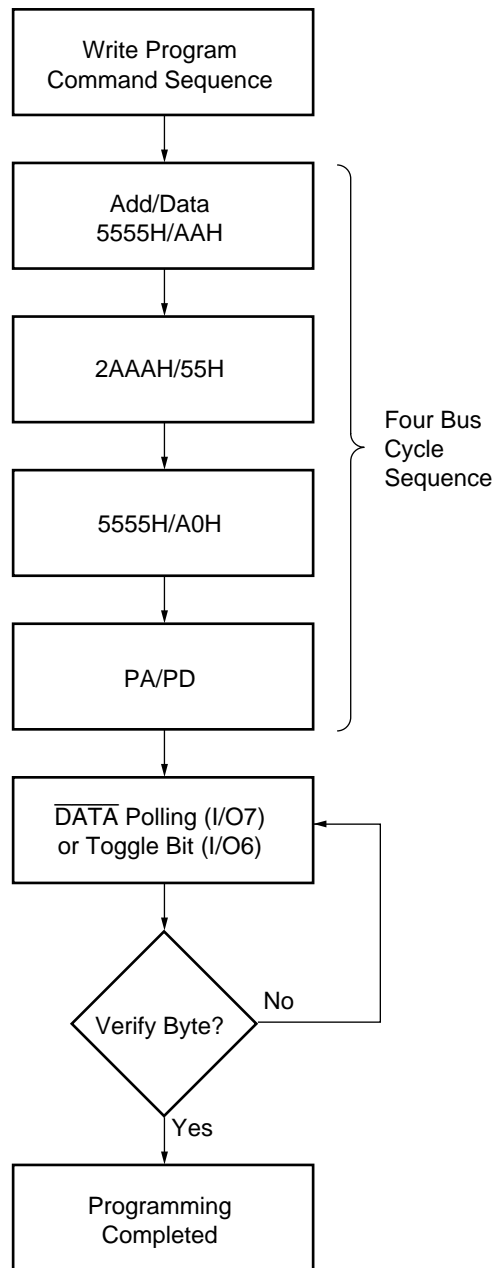 Write Program
Command Sequence
Add/Data
5555H/AAH
2AAAH/55H
5555H/A0H
PA/PD
Four Bus
Cycle
Sequence
DATA Polling (I/O7)
or Toggle Bit (I/O6)
Verify Byte?
No
Yes
Programming
Completed